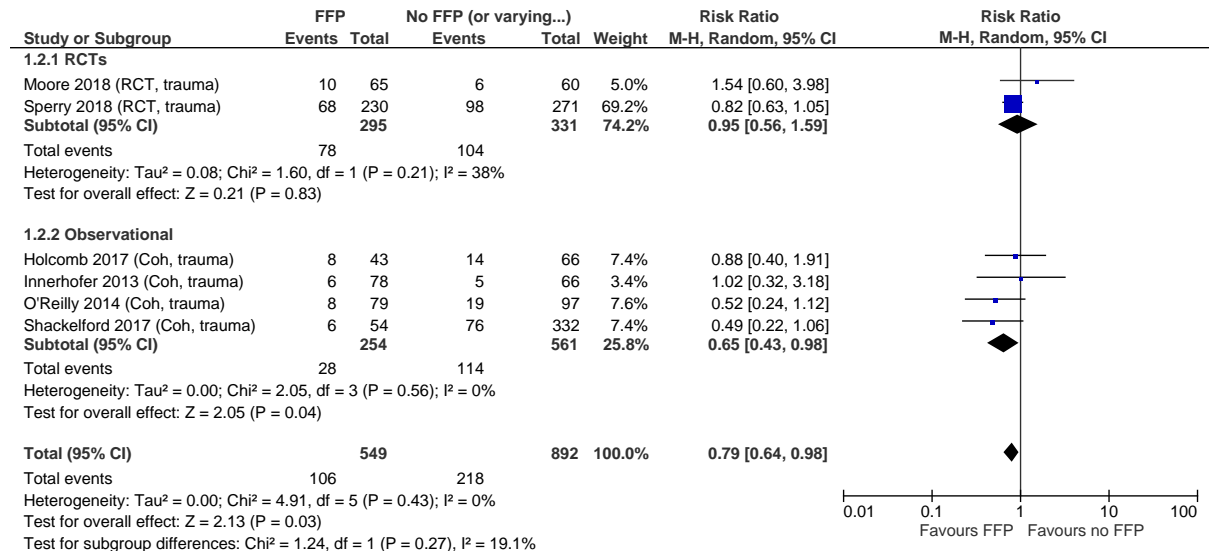 FFP No FFP (or varying...) Risk Ratio Risk Ratio
Study or Subgroup Events Total Events Total Weight M-H, Random, 95% CI M-H, Random, 95% CI
1.2.1 RCTs
Moore 2018 (RCT, trauma) 10 65 6 60 5.0% 1.54 [0.60, 3.98]
Sperry 2018 (RCT, trauma) 68 230 98 271 69.2% 0.82 [0.63, 1.05]
Subtotal (95% CI) 295 331 74.2% 0.95 [0.56, 1.59]
Total events 78 104
Heterogeneity: Tau² = 0.08; Chi² = 1.60, df = 1 (P = 0.21); I² = 38%
Test for overall effect: Z = 0.21 (P = 0.83)
1.2.2 Observational
Holcomb 2017 (Coh, trauma) 8 43 14 66 7.4% 0.88 [0.40, 1.91]
Innerhofer 2013 (Coh, trauma) 6 78 5 66 3.4% 1.02 [0.32, 3.18]
O'Reilly 2014 (Coh, trauma) 8 79 19 97 7.6% 0.52 [0.24, 1.12]
Shackelford 2017 (Coh, trauma) 6 54 76 332 7.4% 0.49 [0.22, 1.06]
Subtotal (95% CI) 254 561 25.8% 0.65 [0.43, 0.98]
Total events 28 114
Heterogeneity: Tau² = 0.00; Chi² = 2.05, df = 3 (P = 0.56); I² = 0%
Test for overall effect: Z = 2.05 (P = 0.04)
Total (95% CI) 549 892 100.0% 0.79 [0.64, 0.98]
Total events 106 218
Heterogeneity: Tau² = 0.00; Chi² = 4.91, df = 5 (P = 0.43); I² = 0%
Test for overall effect: Z = 2.13 (P = 0.03)
Test for subgroup differences: Chi² = 1.24, df = 1 (P = 0.27), I² = 19.1%
0.01 0.1 1 10 100
Favours FFP Favours no FFP